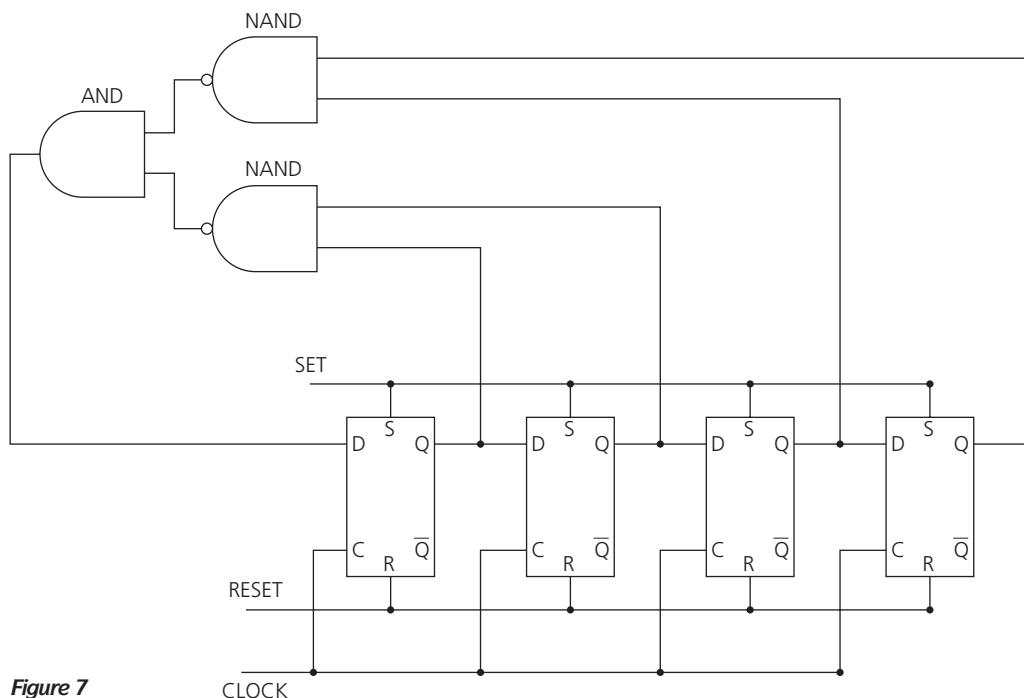 NAND
AND
NAND
SET
S S S S
D Q D Q D Q D Q
C Q̅ C Q̅ C Q̅ C Q̅
R R R R
RESET
Figure 7
CLOCK